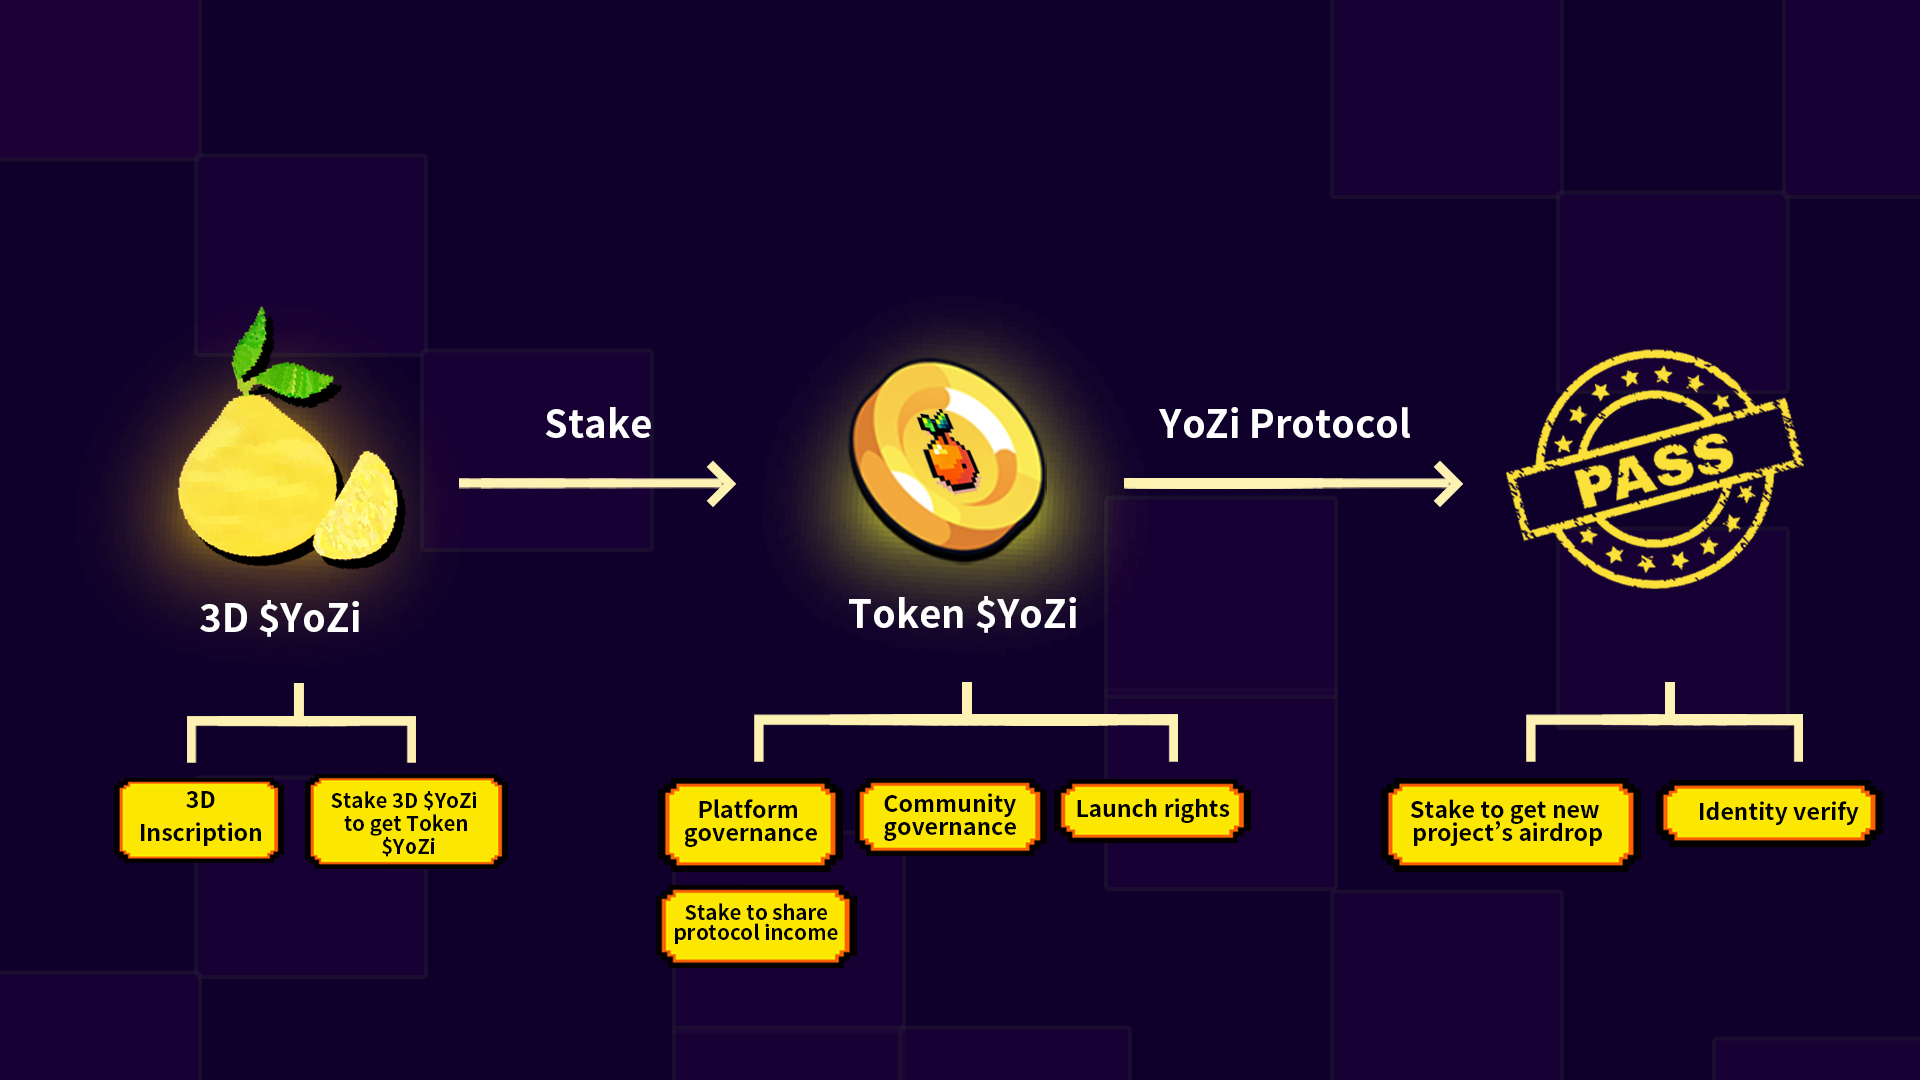 Stake
YoZi Protocol
PASS
3D $YoZi
Token $YoZi
3D
Inscription
Stake 3D $YoZi
to get Token
$YoZi
Platform
governance
Community
governance
Launch rights
Stake to share
protocol income
Stake to get new
project’s airdrop
Identity verify